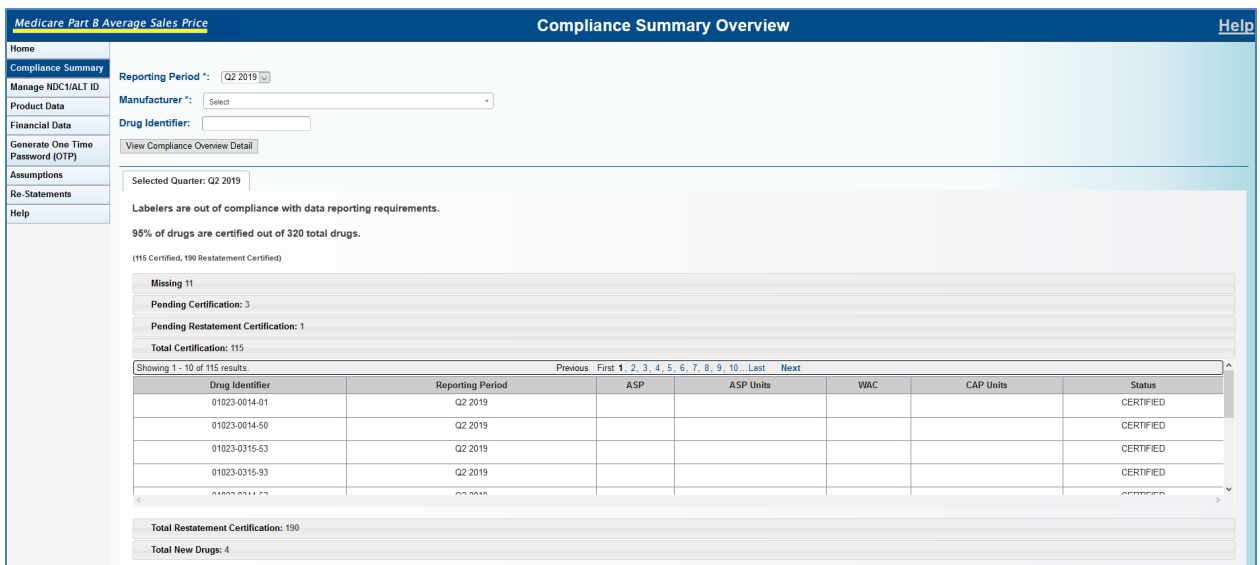 Medicare Part B Average Sales Price
Compliance Summary Overview
Help
Home
Compliance Summary
Manage NDC1/ALT ID
Product Data
Financial Data
Generate One Time
Password (OTP)
Assumptions
Re-Statements
Help
Reporting Period *: Q2 2019
Manufacturer *: Select
Drug Identifier:
View Compliance Overview Detail
Selected Quarter: Q2 2019
Labelers are out of compliance with data reporting requirements.
95% of drugs are certified out of 320 total drugs.
(115 Certified, 190 Restatement Certified)
Missing 11
Pending Certification: 3
Pending Restatement Certification: 1
Total Certification: 115
Showing 1 - 10 of 115 results. Previous First 1, 2, 3, 4, 5, 6, 7, 8, 9, 10...Last Next
Drug Identifier Reporting Period ASP ASP Units WAC CAP Units Status
01023-0014-01 Q2 2019 CERTIFIED
01023-0014-50 Q2 2019 CERTIFIED
01023-0315-53 Q2 2019 CERTIFIED
01023-0315-93 Q2 2019 CERTIFIED
Q2 2019 CERTIFIED
Total Restatement Certification: 190
Total New Drugs: 4